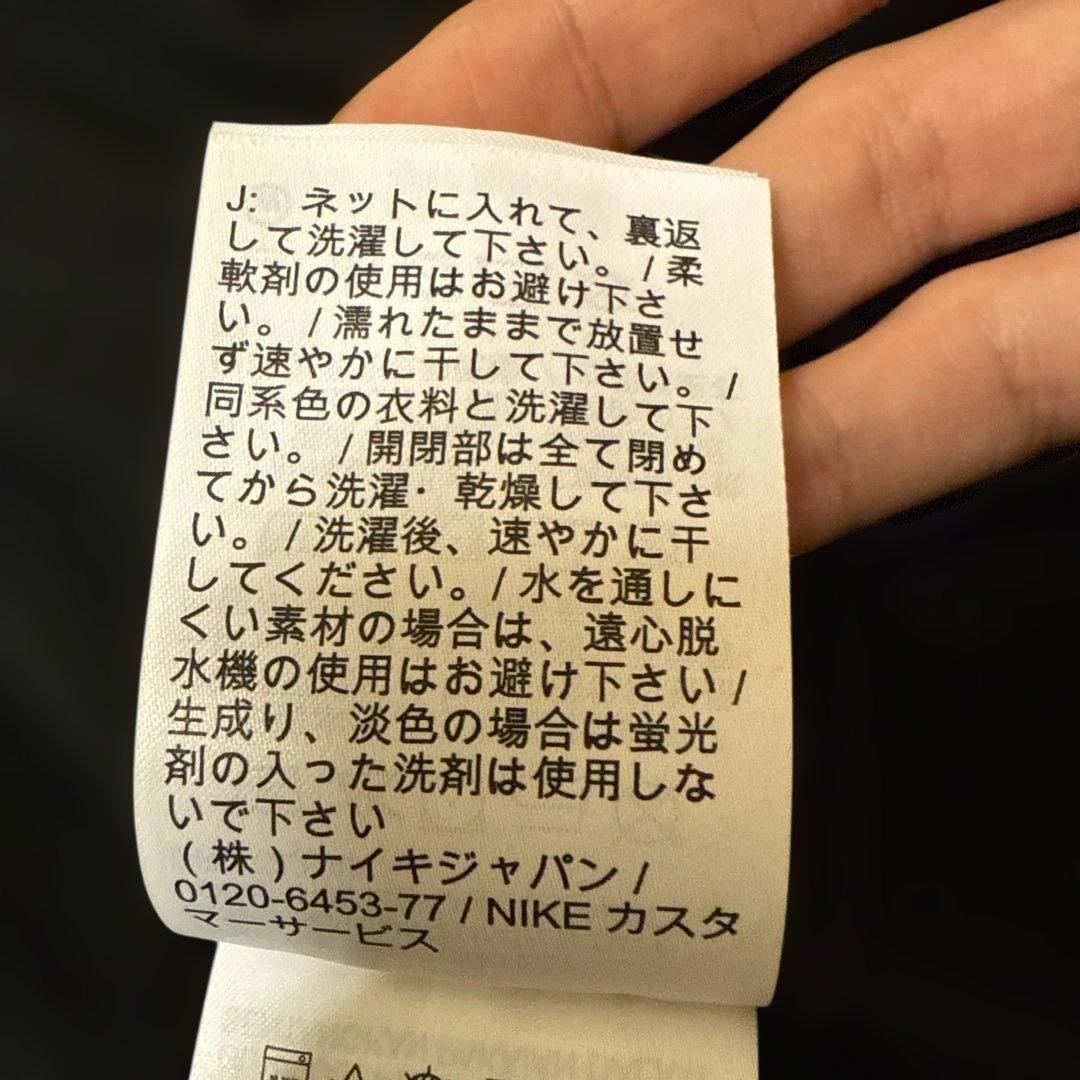 J: ネットに入れて、裏返
して洗濯して下さい。/柔
軟剤の使用はお避け下さ
い。/濡れたままで放置せ
ず速やかに干して下さい。/
同系色の衣料と洗濯して下
さい。/開閉部は全て閉め
てから洗濯・乾燥して下さ
い。/洗濯後、速やかに干
してください。/水を通しに
くい素材の場合は、遠心脱
水機の使用はお避け下さい/
生成り、淡色の場合は蛍光
剤の入った洗剤は使用しな
いで下さい
(株)ナイキジャパン/
0120-6453-77 / NIKE カスタ
マーサービス